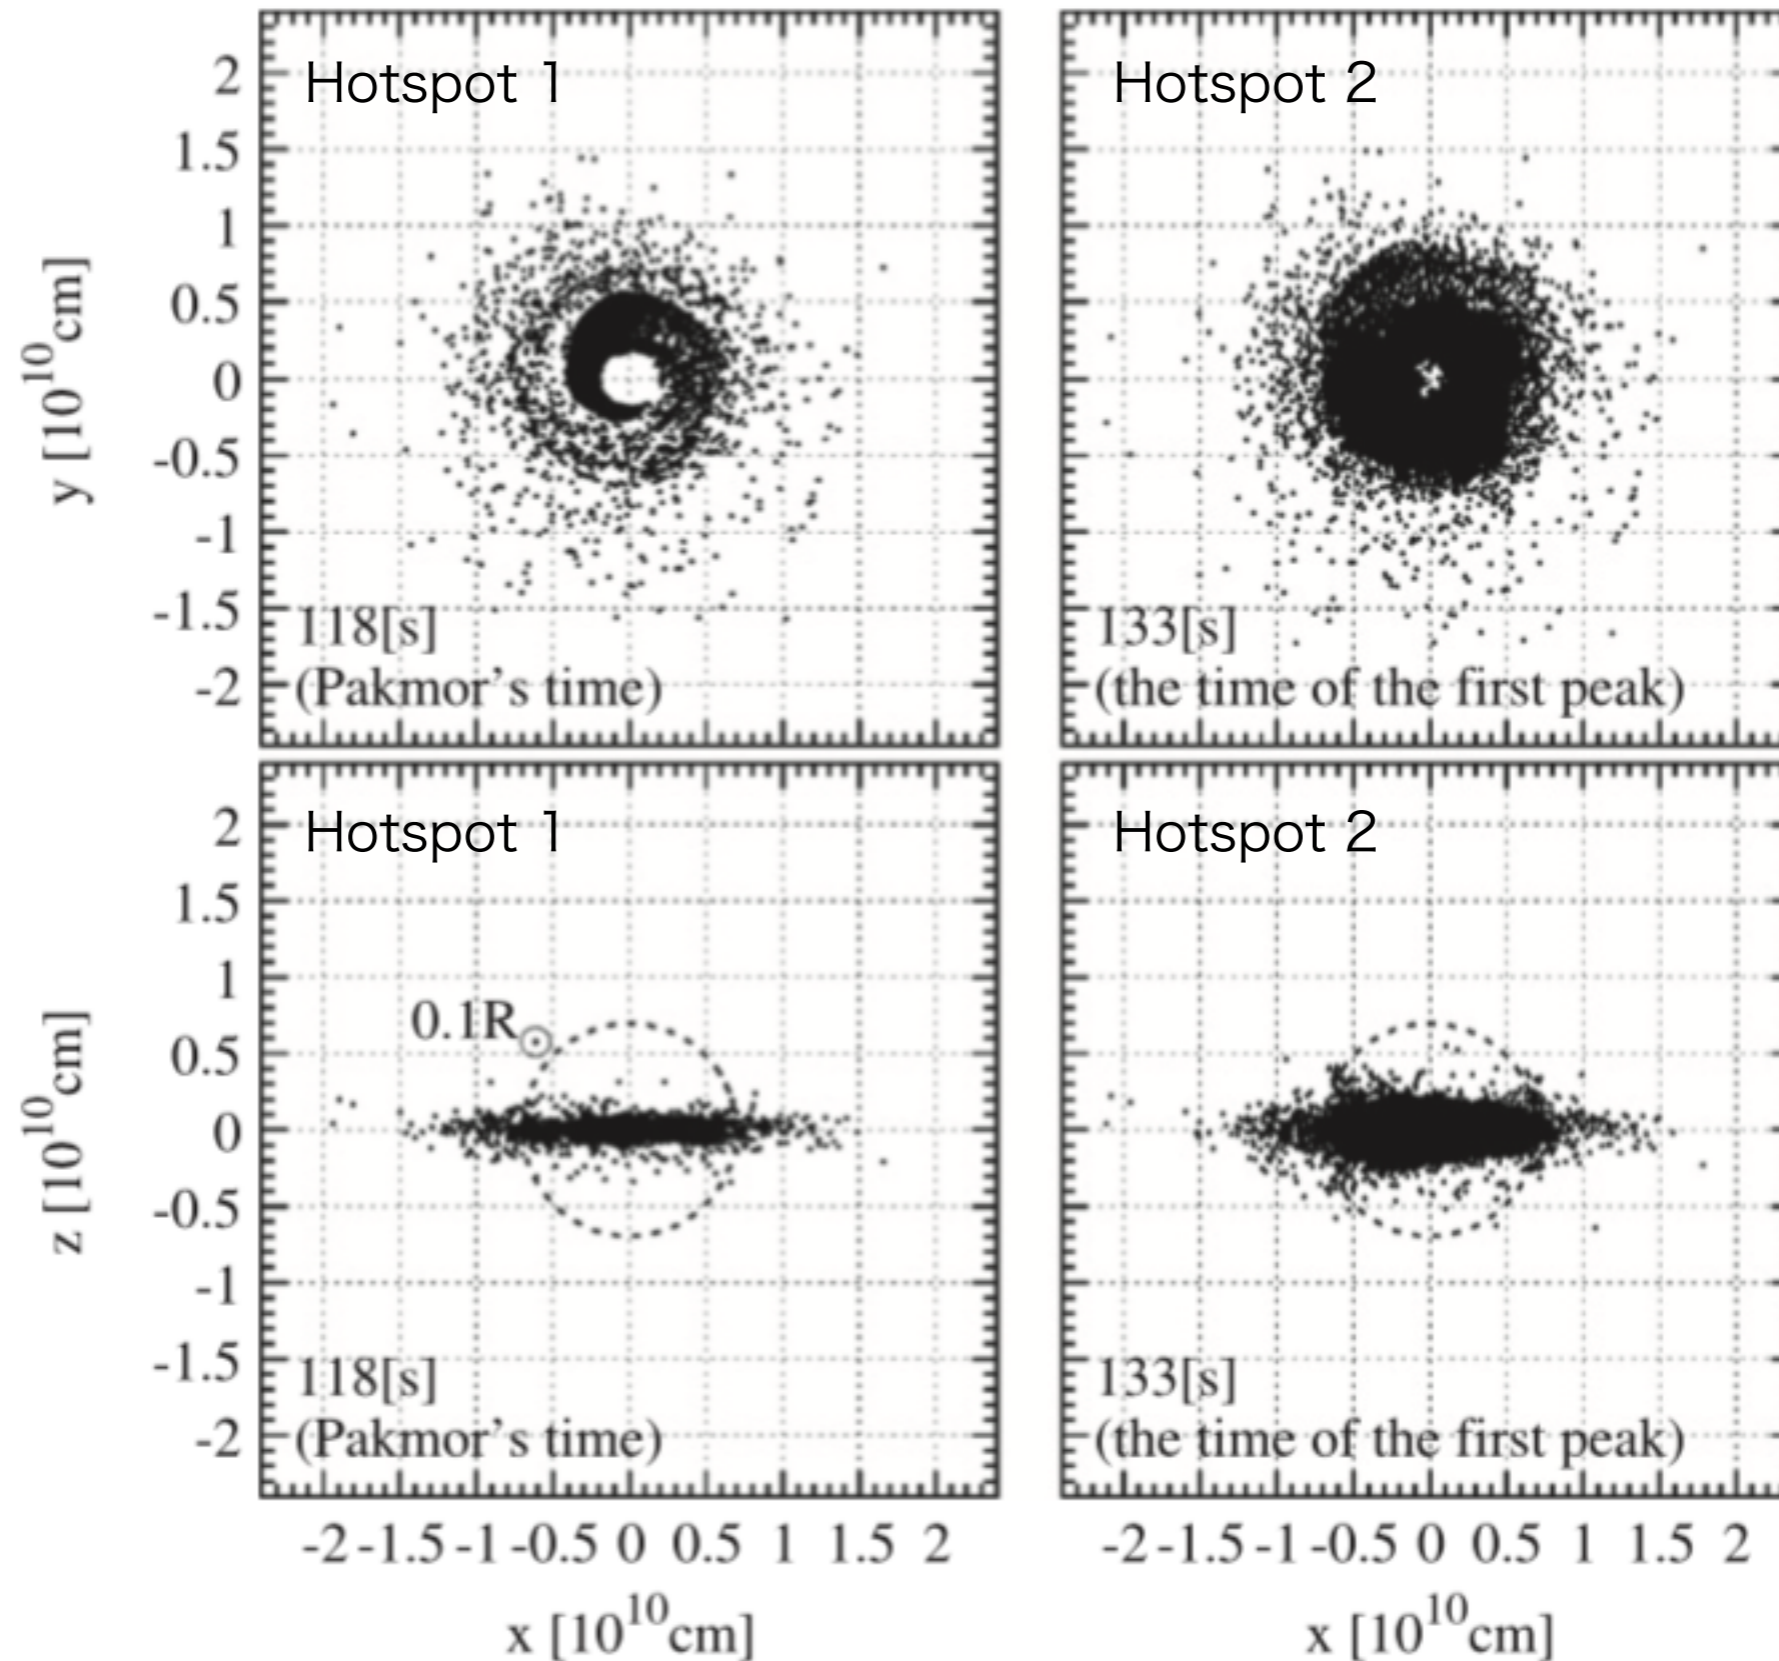 Hotspot 1
Hotspot 2
y [10^10cm]
2
1.5
1
0.5
0
-0.5
-1
-1.5
-2
118[s]
(Pakmor's time)
133[s]
(the time of the first peak)
Hotspot 1
Hotspot 2
z [10^10cm]
2
1.5
1
0.5
0
-0.5
-1
-1.5
-2
0.1R⊙
118[s]
(Pakmor's time)
133[s]
(the time of the first peak)
-2 -1.5 -1 -0.5 0 0.5 1 1.5 2
-2 -1.5 -1 -0.5 0 0.5 1 1.5 2
x [10^10cm]
x [10^10cm]